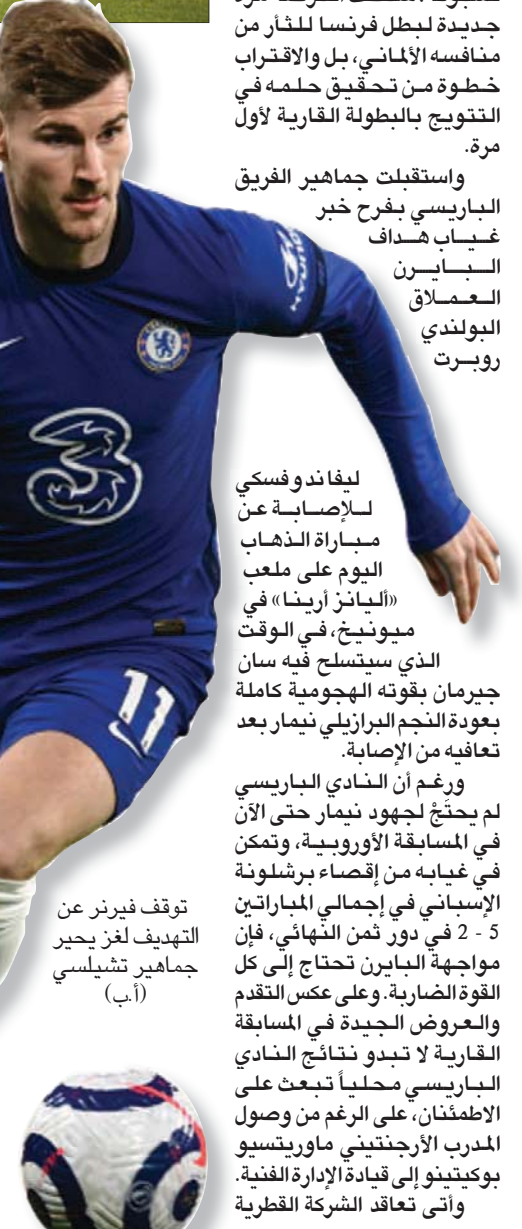 جديدة لبطل فرنسا للثأر من
منافسه الألماني، بل والاقتراب
خطوة من تحقيق حلمه في
التتويج بالبطولة القارية لأول
مرة.
واستقبلت جماهير الفريق
الباريسي بفرح خبر
غياب هداف
البايرن
العملاق
البولندي
روبرت
ليفاندوفسكي
للإصابة عن
مباراة الذهاب
اليوم على ملعب
«أليانز أرينا» في
ميونيخ، في الوقت
الذي سيتسلح فيه سان
جيرمان بقوته الهجومية كاملة
بعودة النجم البرازيلي نيمار بعد
تعافيه من الإصابة.
ورغم أن النادي الباريسي
لم يحتَجْ لجهود نيمار حتى الآن
في المسابقة الأوروبية، وتمكن
في غيابه من إقصاء برشلونة
الإسباني في إجمالي المباراتين
5 - 2 في دور ثمن النهائي، فإن
مواجهة البايرن تحتاج إلى كل
القوة الضاربة. وعلى عكس التقدم
والعروض الجيدة في المسابقة
القارية لا تبدو نتائج النادي
الباريسي محلياً تبعث على
الاطمئنان، على الرغم من وصول
المدرب الأرجنتيني ماوريتسيو
بوكيتينو إلى قيادة الإدارة الفنية.
وأتى تعاقد الشركة القطرية
توقف فيرنر عن
التهديف لغز يحير
جماهير تشيلسي
(أ.ب)
HYUNDAI
3
11